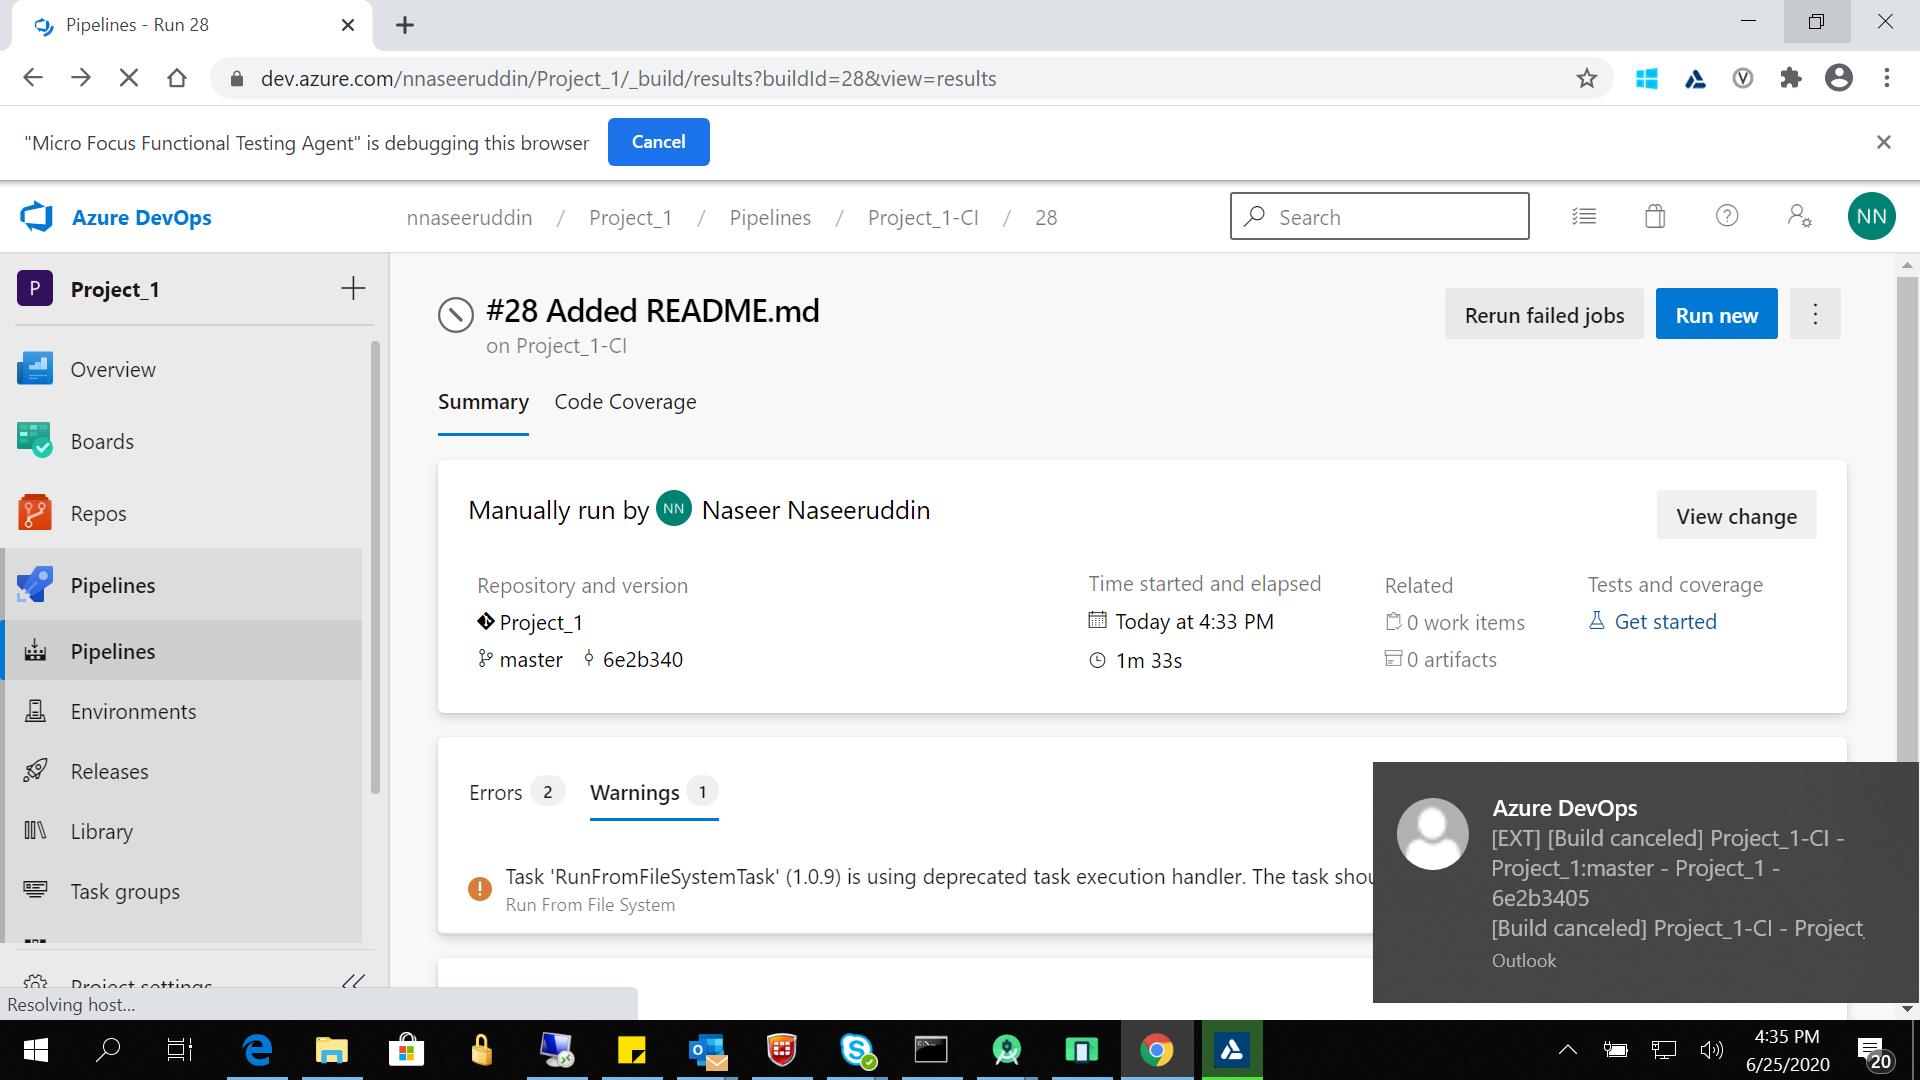 Pipelines - Run 28
dev.azure.com/nnaseeruddin/Project_1/_build/results?buildId=28&view=results
"Micro Focus Functional Testing Agent" is debugging this browser
Cancel
Azure DevOps
nnaseeruddin / Project_1 / Pipelines / Project_1-CI / 28
Search
NN
P
Project_1
Overview
Boards
Repos
Pipelines
Pipelines
Environments
Releases
Library
Task groups
Project settings
Resolving host...
#28 Added README.md
on Project_1-CI
Rerun failed jobs
Run new
Summary
Code Coverage
Manually run by NN Naseer Naseeruddin
View change
Repository and version
Project_1
master 6e2b340
Time started and elapsed
Today at 4:33 PM
1m 33s
Related
0 work items
0 artifacts
Tests and coverage
Get started
Errors 2
Warnings 1
Task 'RunFromFileSystemTask' (1.0.9) is using deprecated task execution handler. The task shou
Run From File System
Azure DevOps
[EXT] [Build canceled] Project_1-CI -
Project_1:master - Project_1 -
6e2b3405
[Build canceled] Project_1-CI - Project
Outlook
4:35 PM
6/25/2020
20